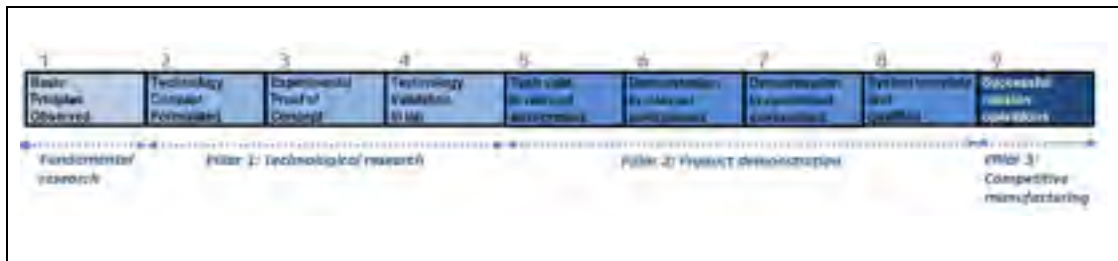 1 2 3 4 5 6 7 8 9
Basic
Principles
Observed
Technology
Concept
Formulated
Experimental
Proof of
Concept
Technology
Validation
in lab
Tech valid
in relevant
environment
Demonstration
in relevant
environment
Demonstration
environment
System complete
and
qualified
Successful
mission
operations
Fundamental
research
Pillar 1: Technological research
Pillar 2: Product demonstration
Pillar 3:
Competitive
manufacturing